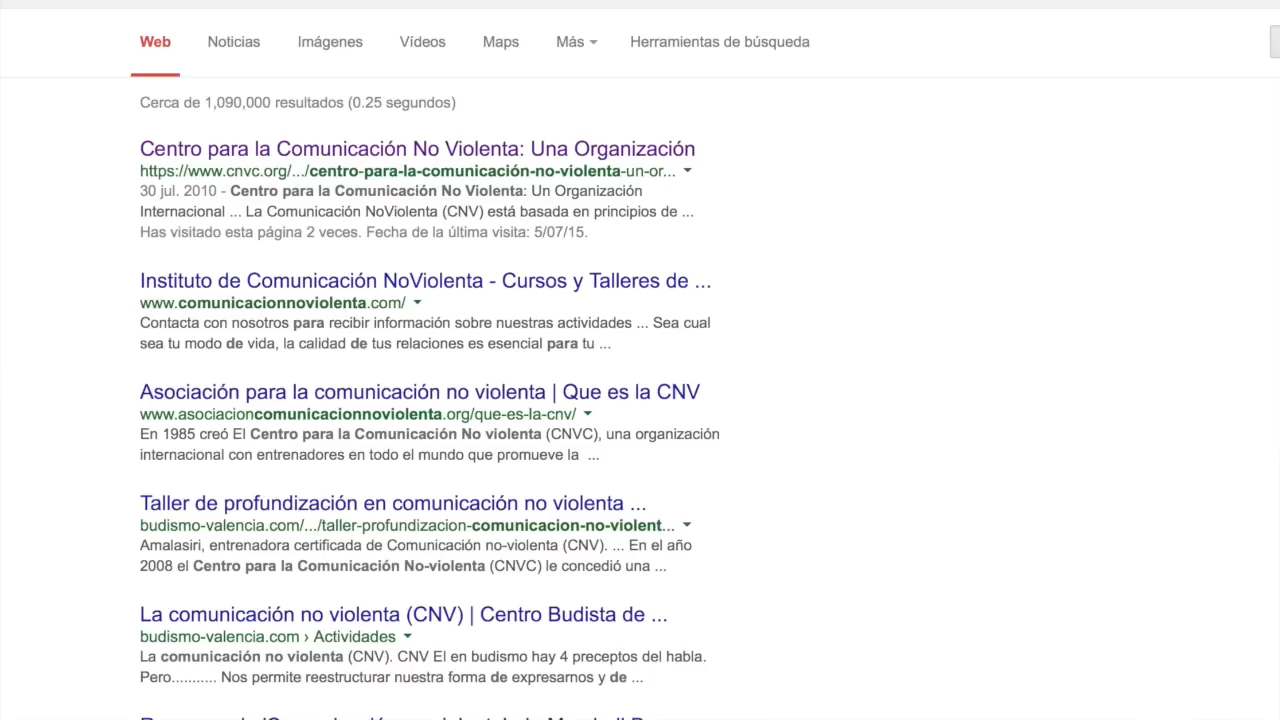 Web Noticias Imágenes Vídeos Maps Más Herramientas de búsqueda
Cerca de 1,090,000 resultados (0.25 segundos)
Centro para la Comunicación No Violenta: Una Organización
https://www.cnvc.org/.../centro-para-la-comunicación-no-violenta-un-or...
30 jul. 2010 - Centro para la Comunicación No Violenta: Un Organización
Internacional ... La Comunicación NoViolenta (CNV) está basada en principios de ...
Has visitado esta página 2 veces. Fecha de la última visita: 5/07/15.
Instituto de Comunicación NoViolenta - Cursos y Talleres de ...
www.comunicacionnoviolenta.com/
Contacta con nosotros para recibir información sobre nuestras actividades ... Sea cual
sea tu modo de vida, la calidad de tus relaciones es esencial para tu ...
Asociación para la comunicación no violenta | Que es la CNV
www.asociacioncomunicacionnoviolenta.org/que-es-la-cnv/
En 1985 creó El Centro para la Comunicación No violenta (CNVC), una organización
internacional con entrenadores en todo el mundo que promueve la ...
Taller de profundización en comunicación no violenta ...
budismo-valencia.com/.../taller-profundizacion-comunicacion-no-violent...
Amalasiri, entrenadora certificada de Comunicación no-violenta (CNV). ... En el año
2008 el Centro para la Comunicación No-violenta (CNVC) le concedió una ...
La comunicación no violenta (CNV) | Centro Budista de ...
budismo-valencia.com › Actividades
La comunicación no violenta (CNV). CNV El en budismo hay 4 preceptos del habla.
Pero........... Nos permite reestructurar nuestra forma de expresarnos y de ...